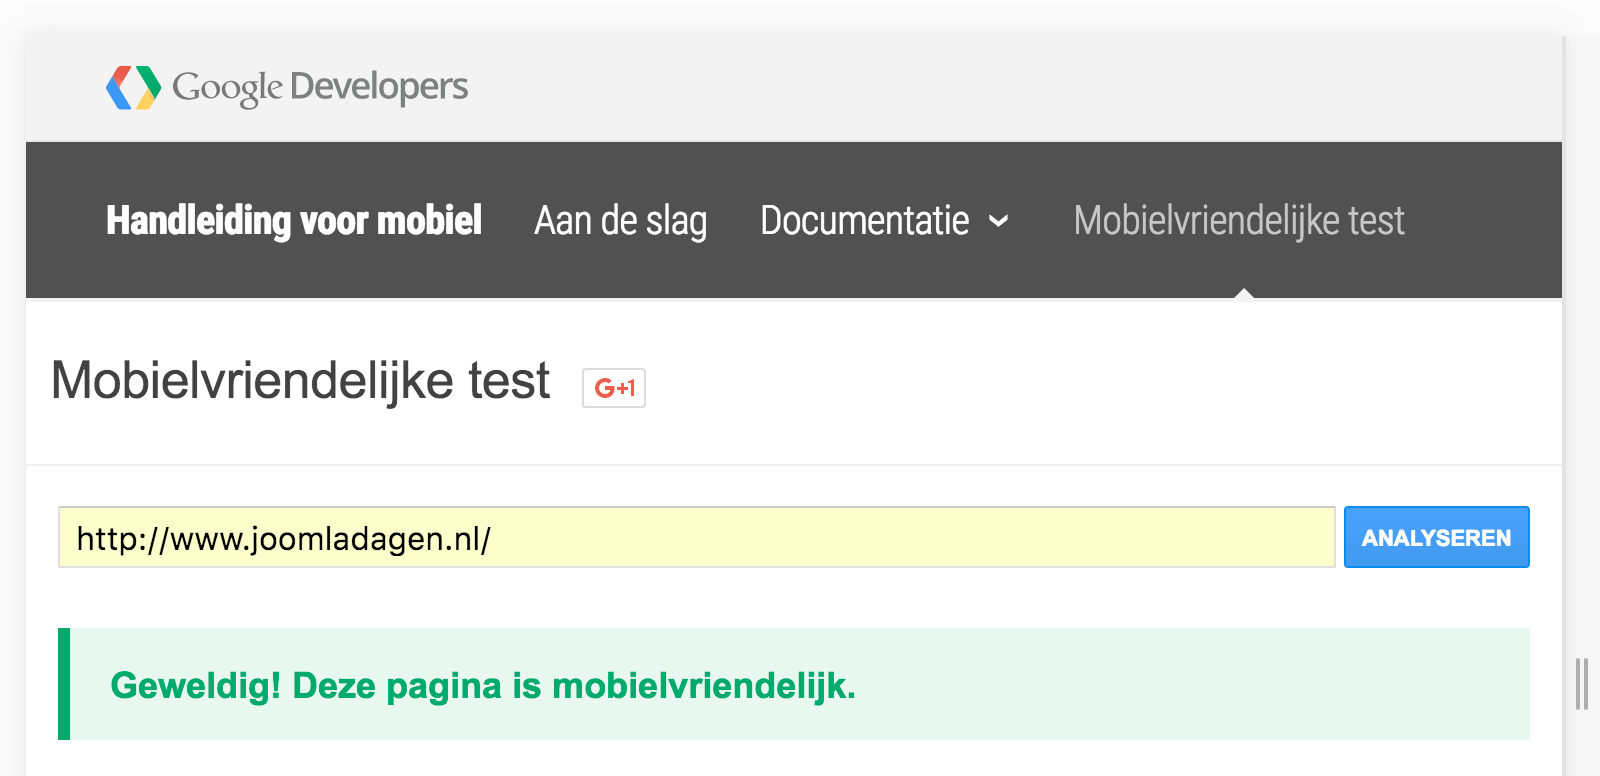 Google Developers
Handleiding voor mobiel Aan de slag Documentatie Mobielvriendelijke test
Mobielvriendelijke test G+1
http://www.joomladagen.nl/ ANALYSEREN
Geweldig! Deze pagina is mobielvriendelijk.